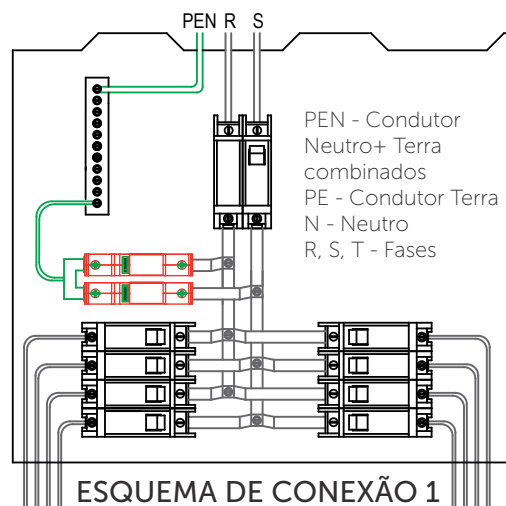 PEN R S
PEN - Condutor
Neutro+ Terra
combinados
PE - Condutor Terra
N - Neutro
R, S, T - Fases
ESQUEMA DE CONEXÃO 1